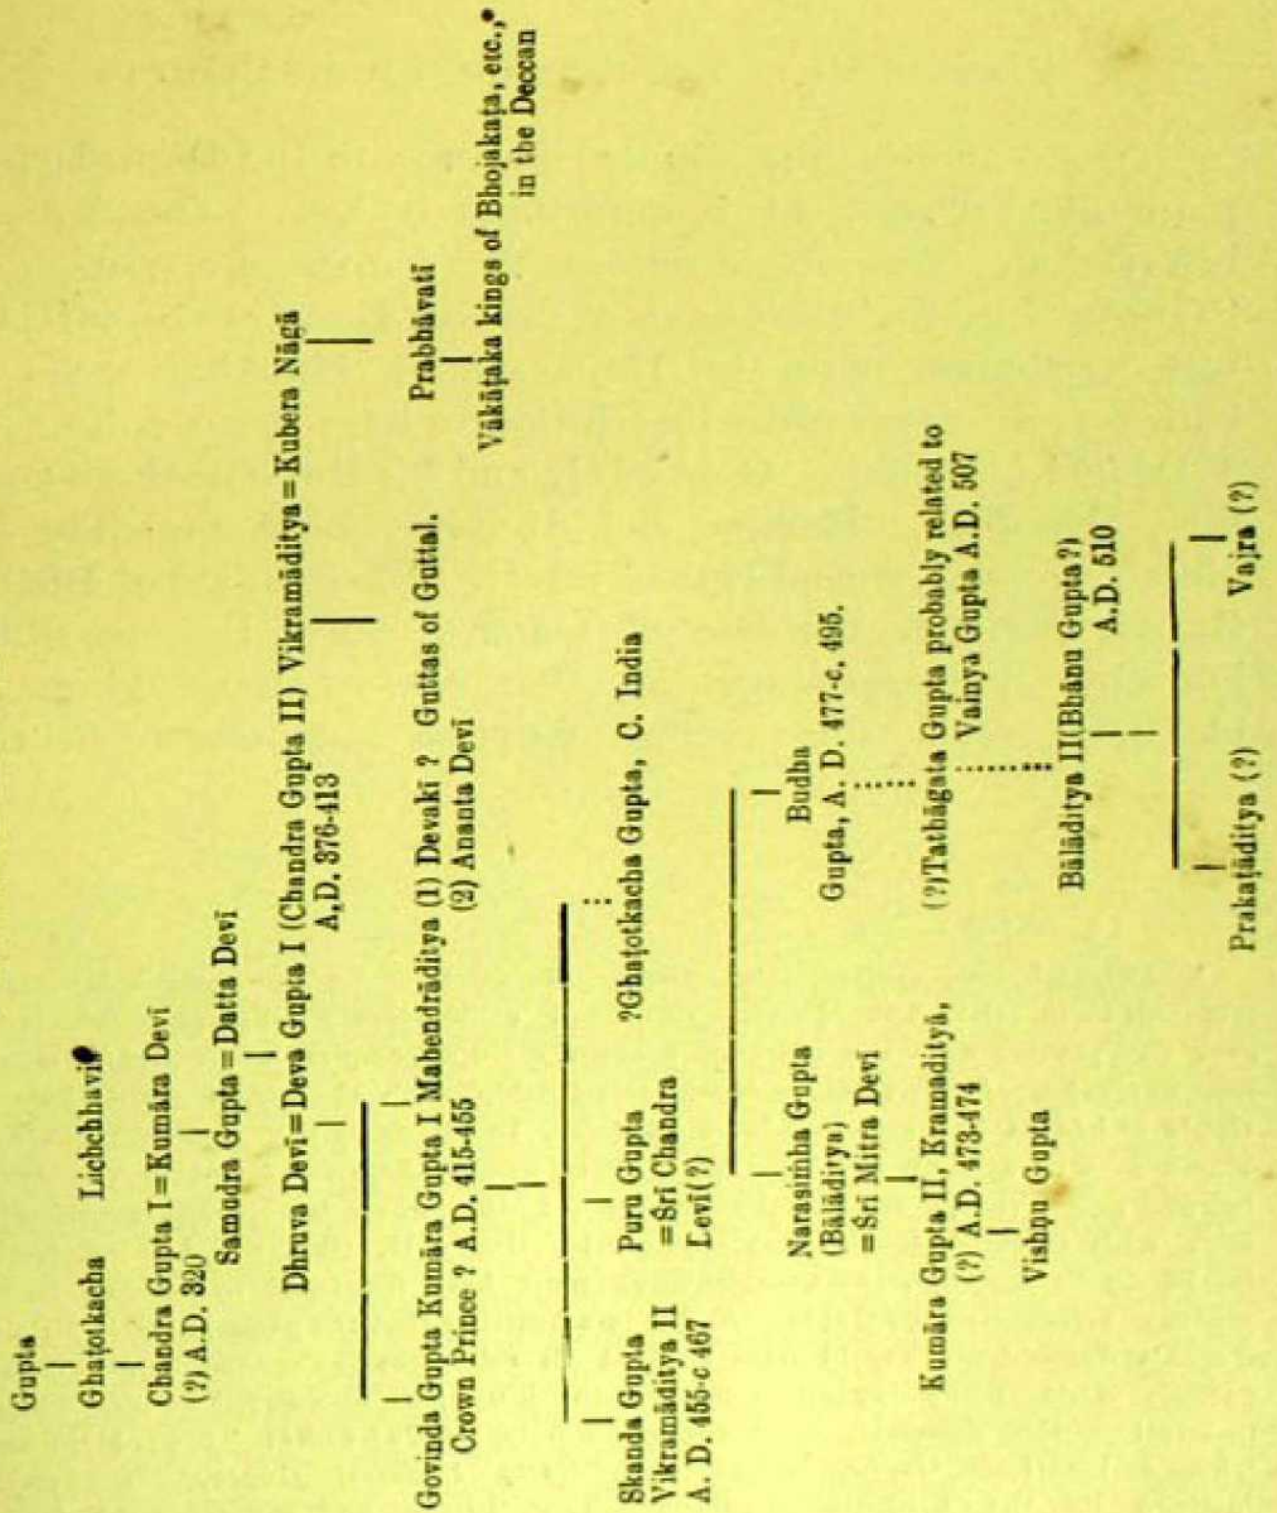 Gupta
Ghaṭotkacha Lichchhavis
Chandra Gupta I = Kumāra Devī
(?) A.D. 320
Samudra Gupta = Datta Devī
Dhruva Devī = Deva Gupta I (Chandra Gupta II) Vikramāditya = Kubera Nāgā
A.D. 376-413
Govinda Gupta Kumāra Gupta I Mahendrāditya (1) Devakī ? Guttas of Guttal. Prabhāvatī
Crown Prince ? A.D. 415-455 (2) Ananta Devī
Vākāṭaka kings of Bhojakaṭa, etc.,
in the Deccan
Skanda Gupta Puru Gupta ?Ghaṭotkacha Gupta, C. India
Vikramāditya II = Śrī Chandra
A. D. 455-c 467 Levī(?)
Narasiṁha Gupta Budha
(Bālāditya) Gupta, A. D. 477-c. 495.
= Śrī Mitra Devī
Kumāra Gupta II, Kramādityā, (?)Tathāgata Gupta probably related to
(?) A.D. 473-474 Vainya Gupta A.D. 507
Vishṇu Gupta
Bālāditya II(Bhānu Gupta?)
A.D. 510
Prakaṭāditya (?) Vajra (?)